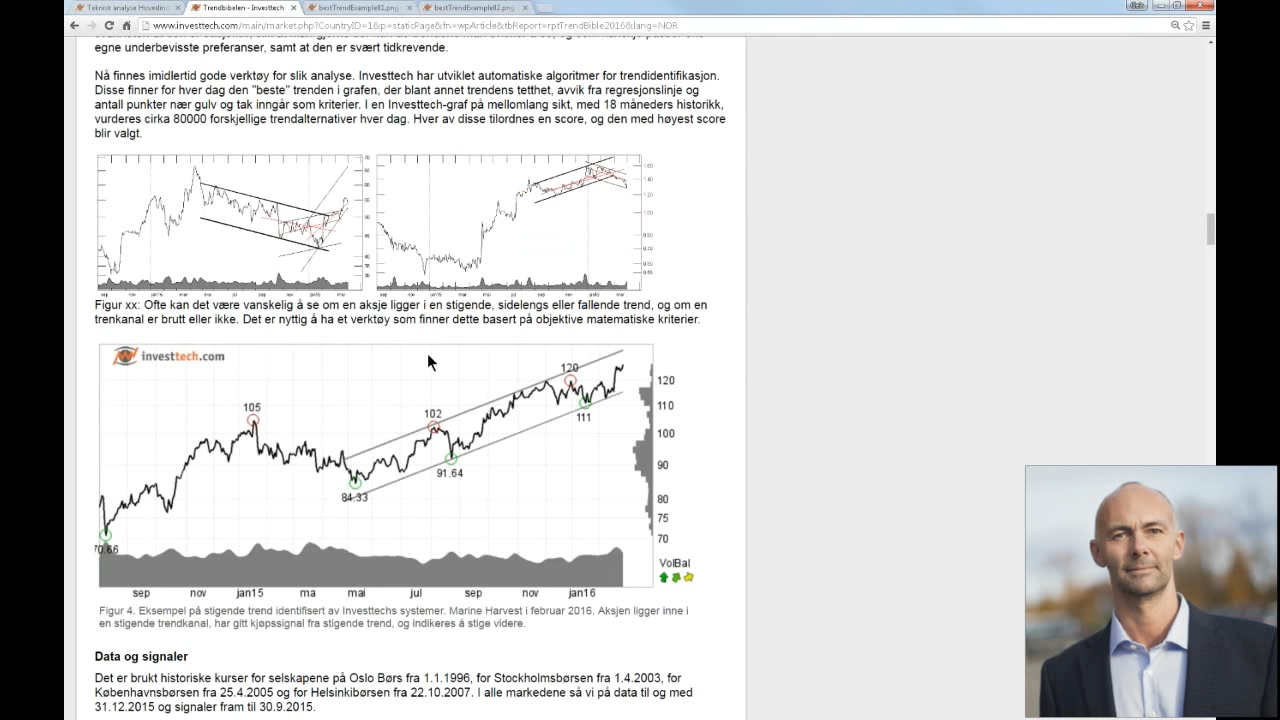 Teknisk analyse Hovedind
Trendbibelen - Investtech
bestTrendExample01.png
bestTrendExample02.png
www.investtech.com/main/market.php?CountryID=1&p=staticPage&fn=wpArticle&tbReport=rptTrendBible2016&lang=NOR
egne underbevisste preferanser, samt at den er svært tidkrevende.
Nå finnes imidlertid gode verktøy for slik analyse. Investtech har utviklet automatiske algoritmer for trendidentifikasjon.
Disse finner for hver dag den "beste" trenden i grafen, der blant annet trendens tetthet, avvik fra regresjonslinje og
antall punkter nær gulv og tak inngår som kriterier. I en Investtech-graf på mellomlang sikt, med 18 måneders historikk,
vurderes cirka 80000 forskjellige trendalternativer hver dag. Hver av disse tilordnes en score, og den med høyest score
blir valgt.
Figur xx: Ofte kan det være vanskelig å se om en aksje ligger i en stigende, sidelengs eller fallende trend, og om en
trenkanal er brutt eller ikke. Det er nyttig å ha et verktøy som finner dette basert på objektive matematiske kriterier.
investtech.com
120
120
105
111
110
102
100
91.64
90
84.33
80
75
70
70.66
VolBal
sep nov jan15 mar mai jul sep nov jan16
Figur 4. Eksempel på stigende trend identifisert av Investtechs systemer. Marine Harvest i februar 2016. Aksjen ligger inne i
en stigende trendkanal, har gitt kjøpssignal fra stigende trend, og indikeres å stige videre.
Data og signaler
Det er brukt historiske kurser for selskapene på Oslo Børs fra 1.1.1996, for Stockholmsbørsen fra 1.4.2003, for
Københavnsbørsen fra 25.4.2005 og for Helsinkibørsen fra 22.10.2007. I alle markedene så vi på data til og med
31.12.2015 og signaler fram til 30.9.2015.